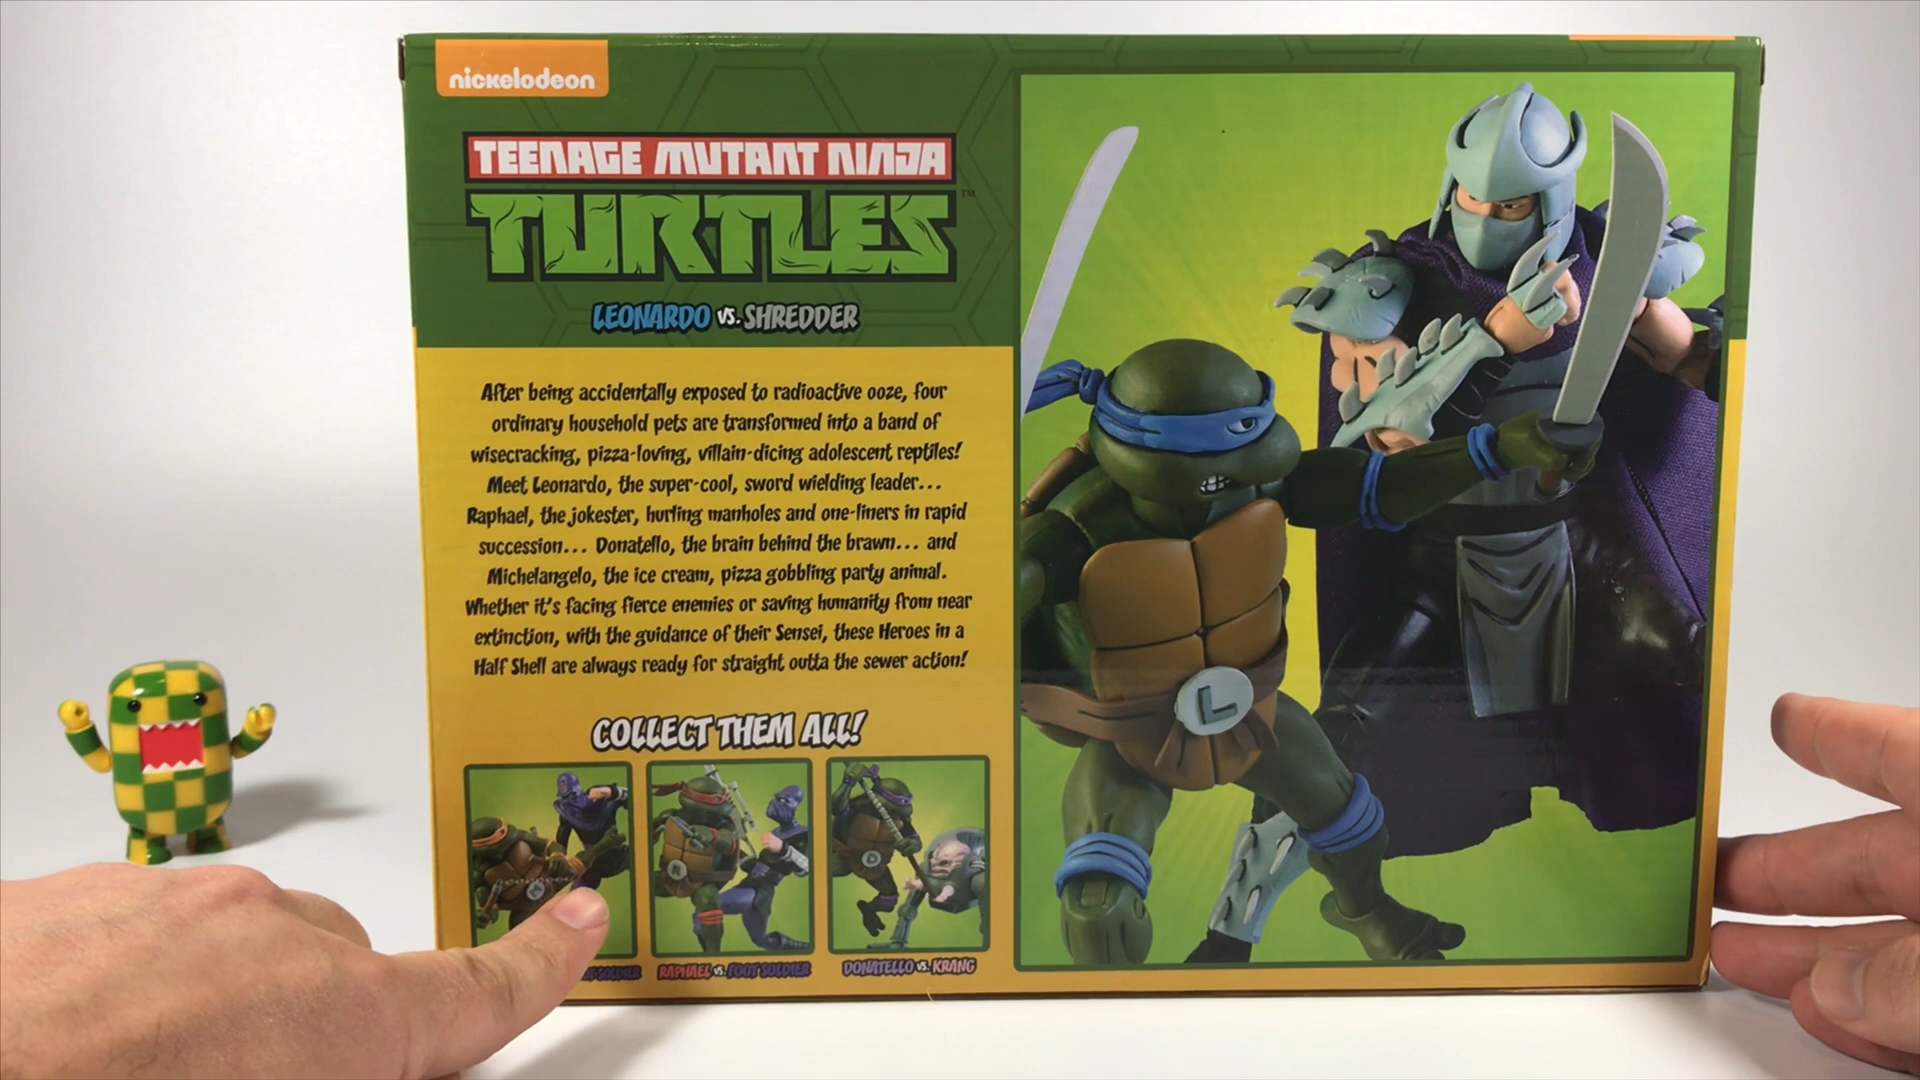 nickelodeon
TEENAGE MUTANT NINJA
TURTLES™
LEONARDO vs. SHREDDER
After being accidentally exposed to radioactive ooze, four
ordinary household pets are transformed into a band of
wisecracking, pizza-loving, villain-dicing adolescent reptiles!
Meet Leonardo, the super-cool, sword wielding leader...
Raphael, the jokester, hurling manholes and one-liners in rapid
succession... Donatello, the brain behind the brawn... and
Michelangelo, the ice cream, pizza gobbling party animal.
Whether it's facing fierce enemies or saving humanity from near
extinction, with the guidance of their Sensei, these Heroes in a
Half Shell are always ready for straight outta the sewer action!
COLLECT THEM ALL!
SOLDIER RAPHAEL vs. FOOT SOLDIER DONATELLO vs. KRANG
L
R
D